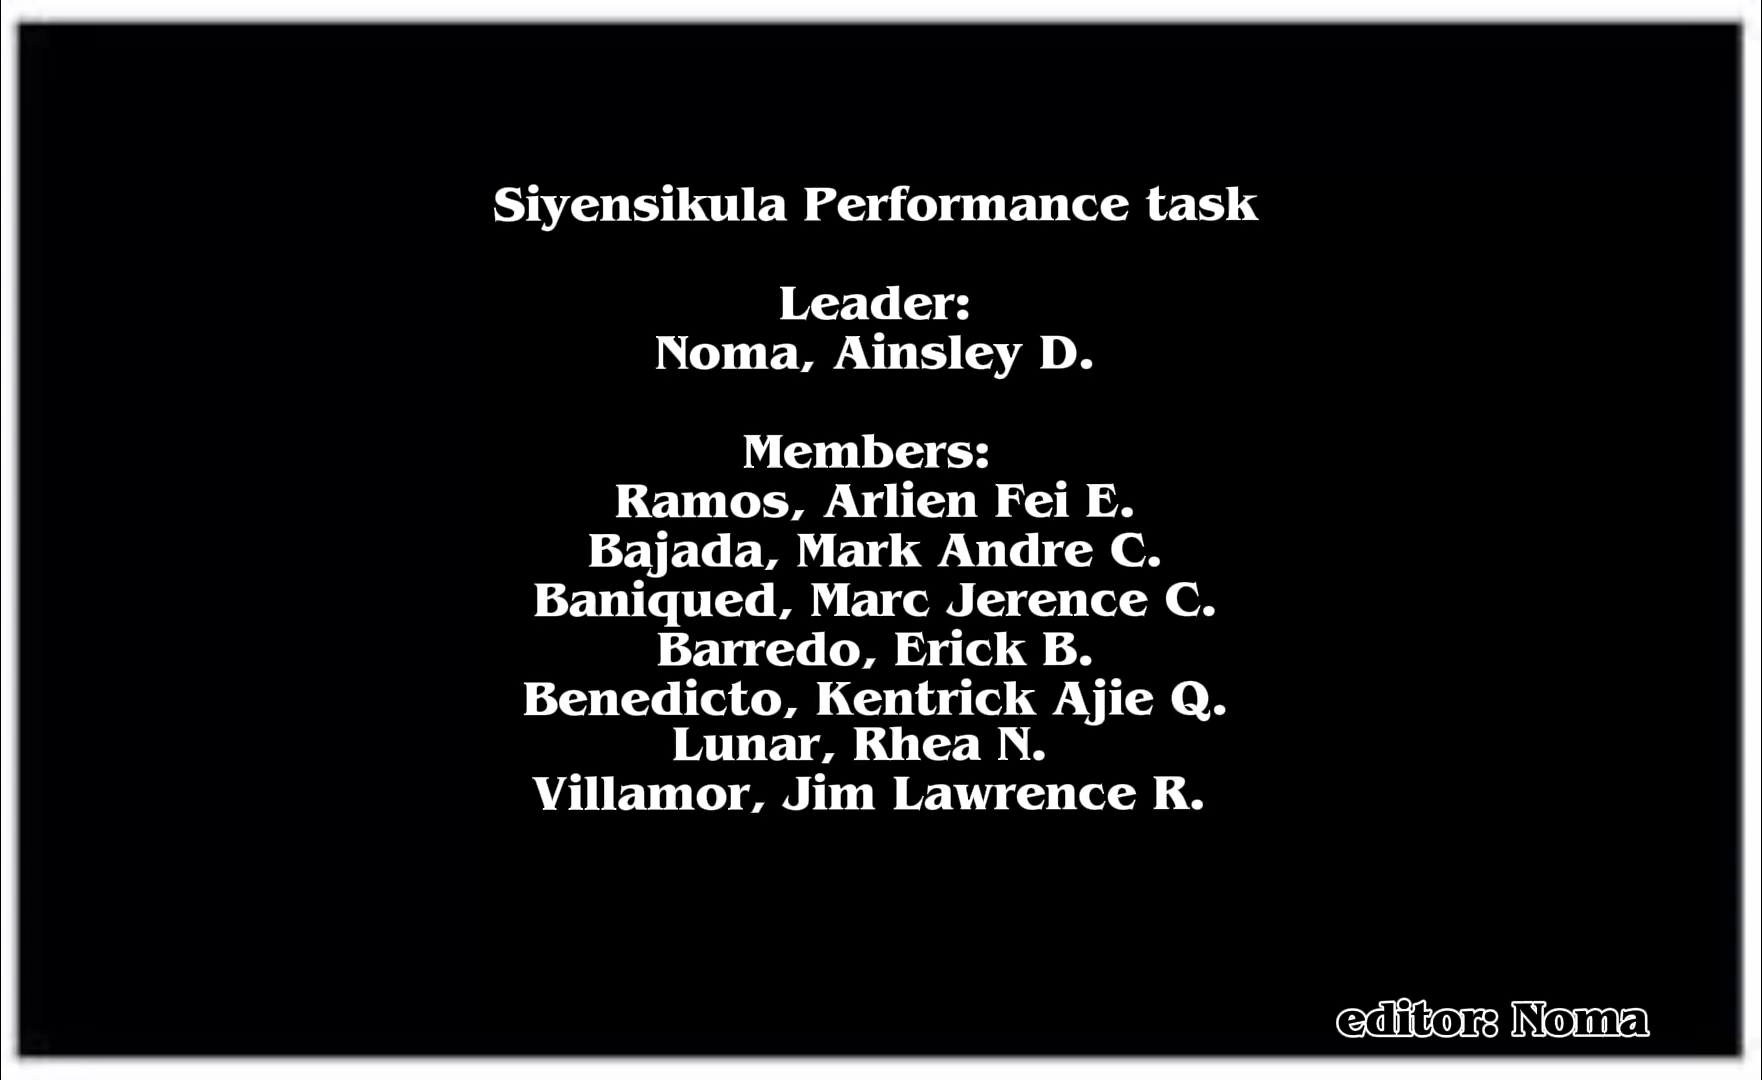 Siyensikula Performance task
Leader:
Noma, Ainsley D.
Members:
Ramos, Arlien Fei E.
Bajada, Mark Andre C.
Baniqued, Marc Jerence C.
Barredo, Erick B.
Benedicto, Kentrick Ajie Q.
Lunar, Rhea N.
Villamor, Jim Lawrence R.
editor: Noma